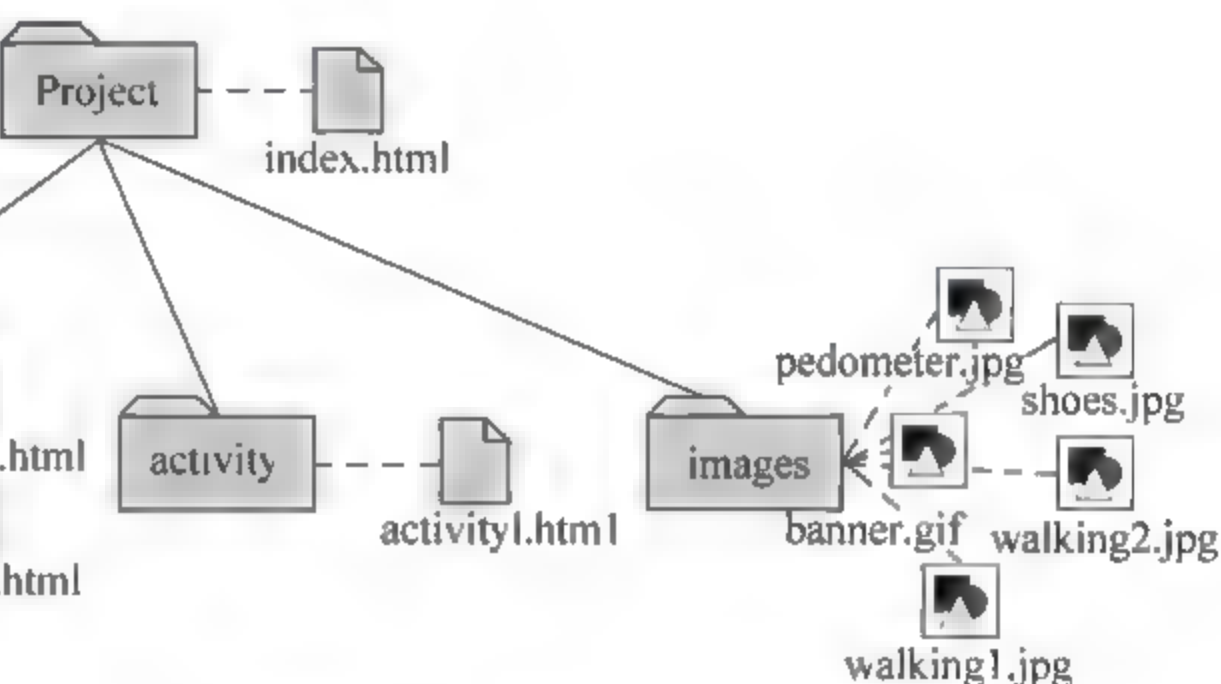 Project
index.html
pedometer.jpg
shoes.jpg
.html
activity
images
activity1.html
banner.gif
walking2.jpg
.html
walking1.jpg